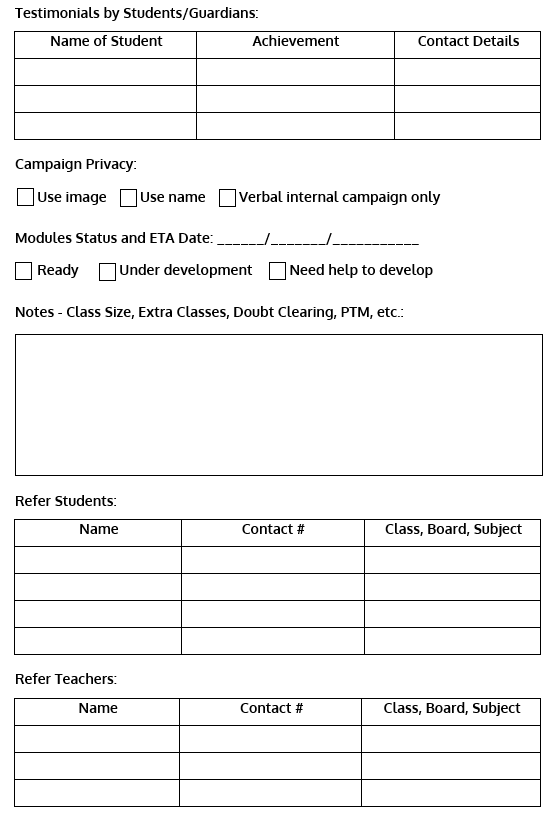 Testimonials by Students/Guardians:
Name of Student Achievement Contact Details
Campaign Privacy:
Use image Use name Verbal internal campaign only
Modules Status and ETA Date: ______/_______/___________
Ready Under development Need help to develop
Notes - Class Size, Extra Classes, Doubt Clearing, PTM, etc.:
Refer Students:
Name Contact # Class, Board, Subject
Refer Teachers:
Name Contact # Class, Board, Subject